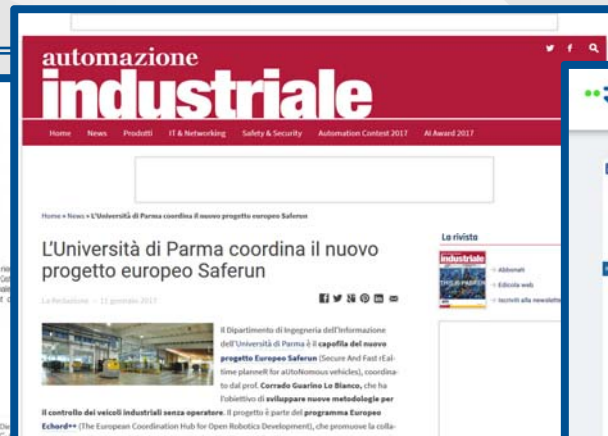 automazione
industriale
Home News Prodotti IT & Networking Safety & Security Automation Contest 2017 AI Award 2017
Home » News » L'Università di Parma coordina il nuovo progetto europeo Saferun
L'Università di Parma coordina il nuovo
progetto europeo Saferun
La Redazione - 11 gennaio 2017
Il Dipartimento di Ingegneria dell'Informazione
dell'Università di Parma è il capofila del nuovo
progetto Europeo Saferun (Secure And Fast rEal-
time planneR for aUtoNomous vehicles), coordina-
to dal prof. Corrado Guarino Lo Bianco, che ha
l'obiettivo di sviluppare nuove metodologie per
il controllo dei veicoli industriali senza operatore. Il progetto è parte del programma Europeo
Echord++ (The European Coordination Hub for Open Robotics Development), che promuove la colla-
La rivista
industriale
Abbonati
Edicola web
Iscriviti alla newsletter